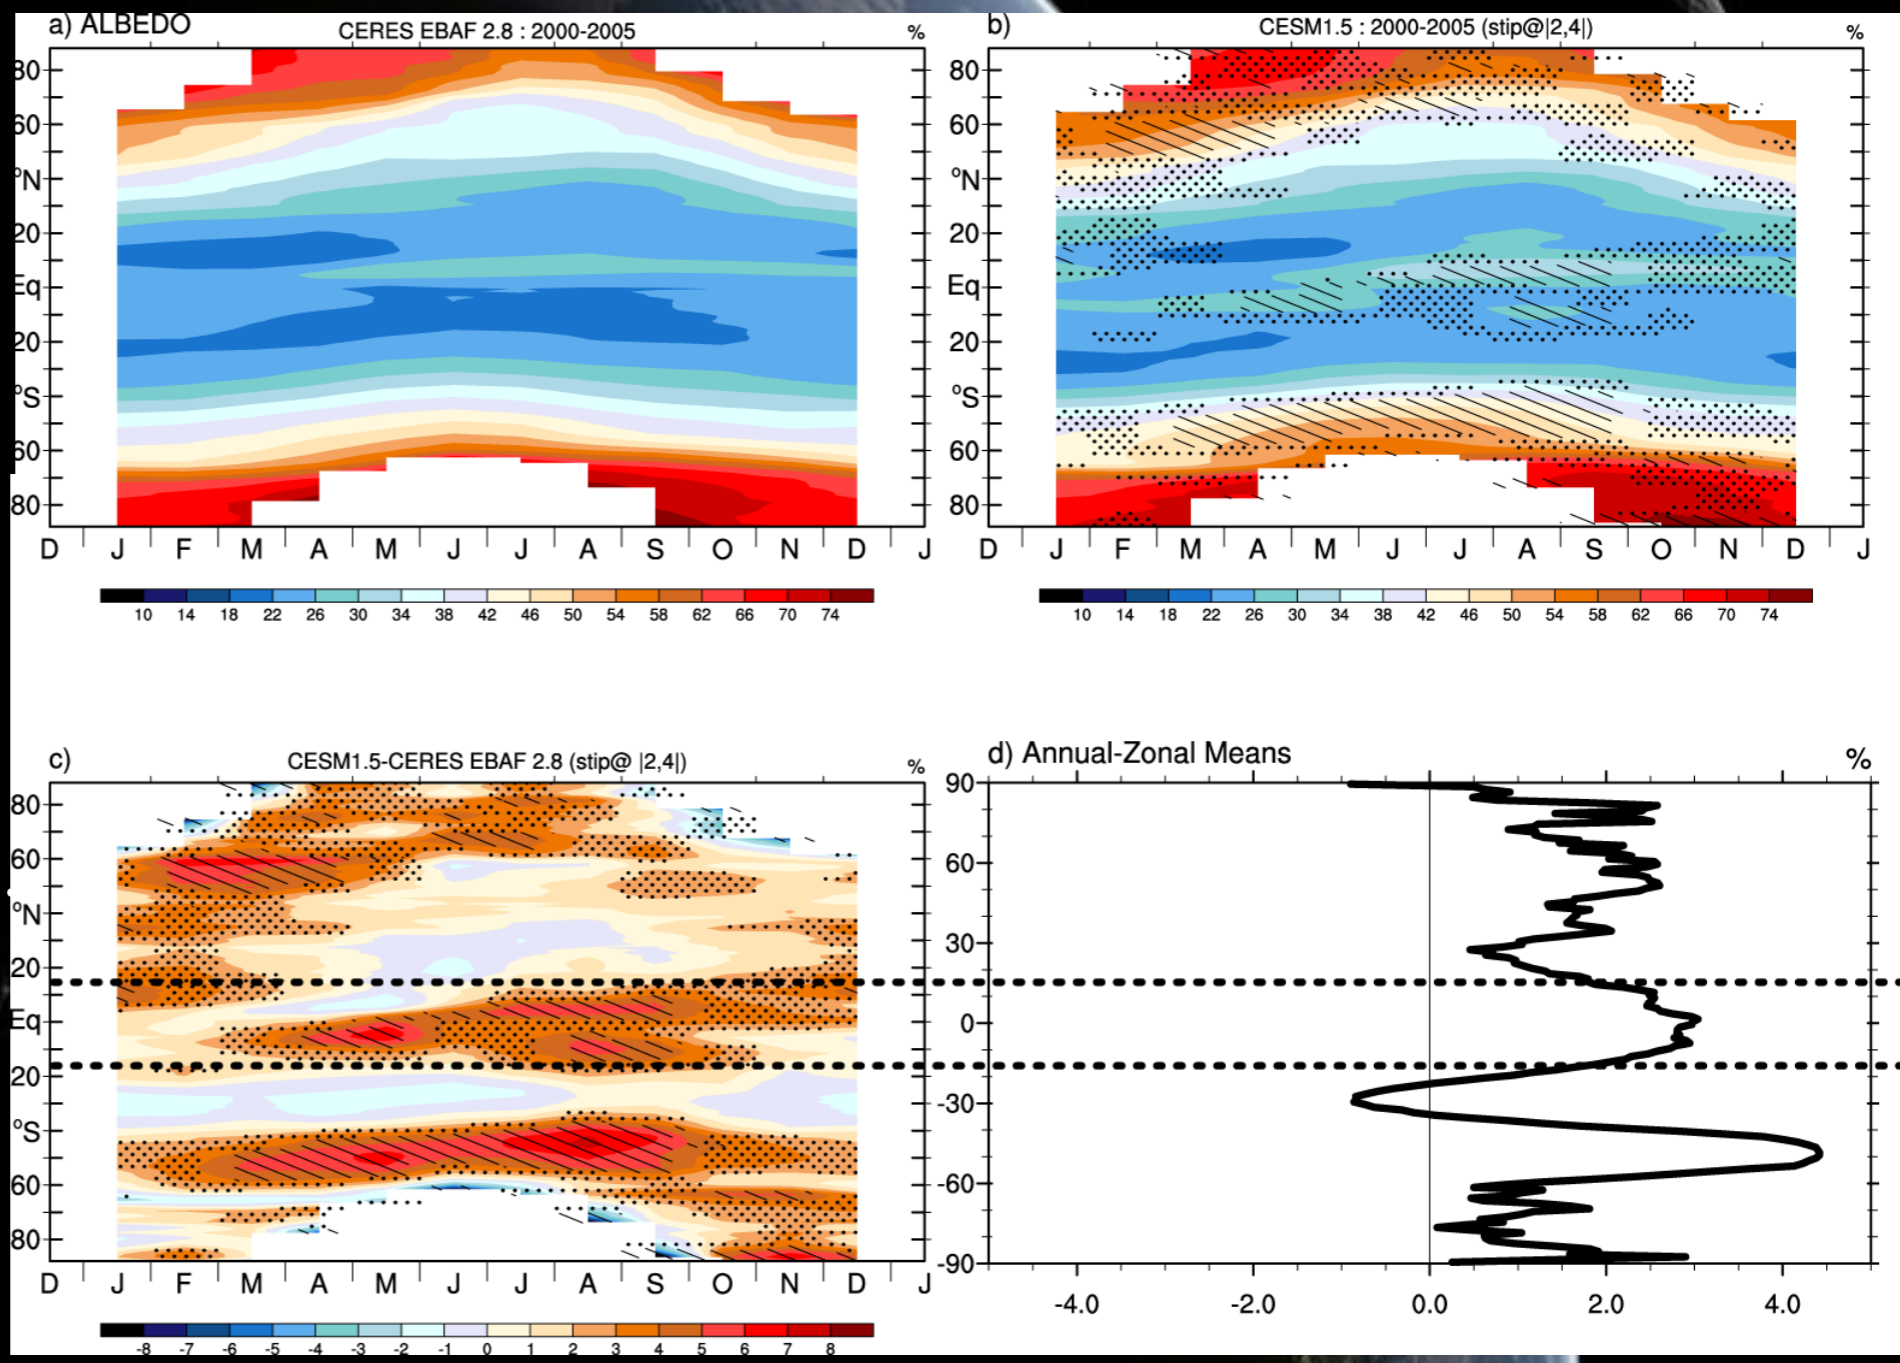 a) ALBEDO
CERES EBAF 2.8 : 2000-2005
%
80
60
ºN
20
Eq
20
ºS
60
80
D J F M A M J J A S O N D J
10 14 18 22 26 30 34 38 42 46 50 54 58 62 66 70 74
b)
CESM1.5 : 2000-2005 (stip@|2,4|)
%
80
60
ºN
20
Eq
20
ºS
60
80
D J F M A M J J A S O N D J
10 14 18 22 26 30 34 38 42 46 50 54 58 62 66 70 74
c)
CESM1.5-CERES EBAF 2.8 (stip@ |2,4|)
%
80
60
ºN
20
Eq
20
ºS
60
80
D J F M A M J J A S O N D J
-8 -7 -6 -5 -4 -3 -2 -1 0 1 2 3 4 5 6 7 8
d) Annual-Zonal Means
%
90
60
30
0
-30
-60
-90
-4.0 -2.0 0.0 2.0 4.0